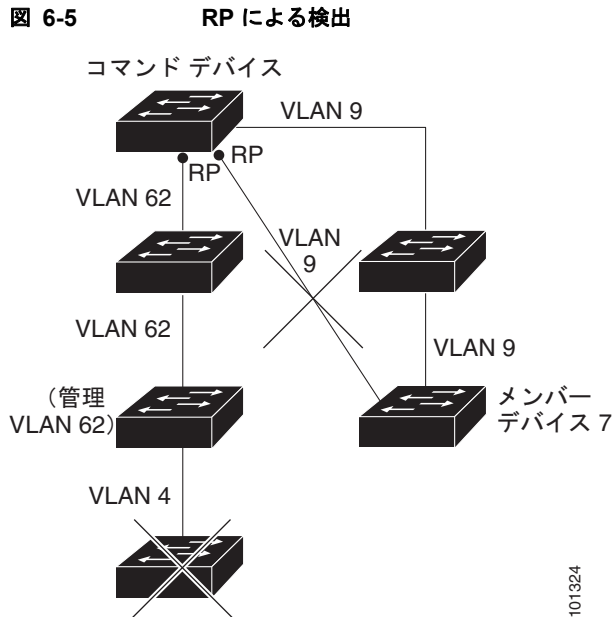 図 6-5 RP による検出
コマンド デバイス
VLAN 9
RP
RP
VLAN 62
VLAN
9
VLAN 62
VLAN 9
（管理
VLAN 62）
メンバー
デバイス 7
VLAN 4
101324